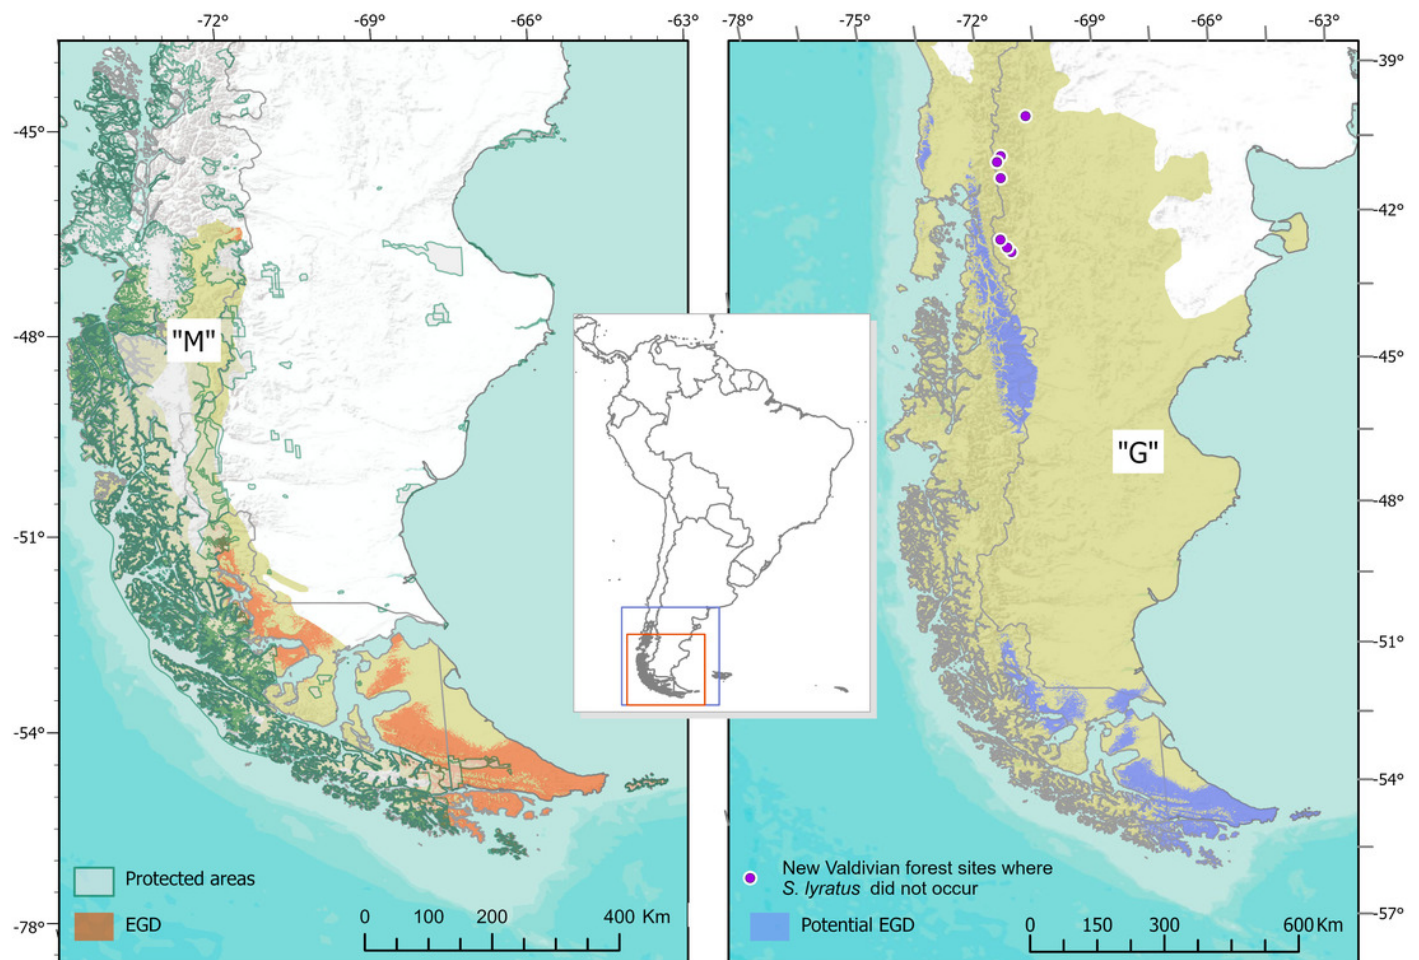 -72° -69° -66° -63° -78° -75° -72° -69° -66° -63°
-39°
-45°
-42°
"M"
-48°
-45°
"G"
-48°
-51°
-51°
-54°
-54°
New Valdivian forest sites where
S. lyratus did not occur
Protected areas
EGD
0 100 200 400 Km
Potential EGD
0 150 300 600 Km
-78°
-57°